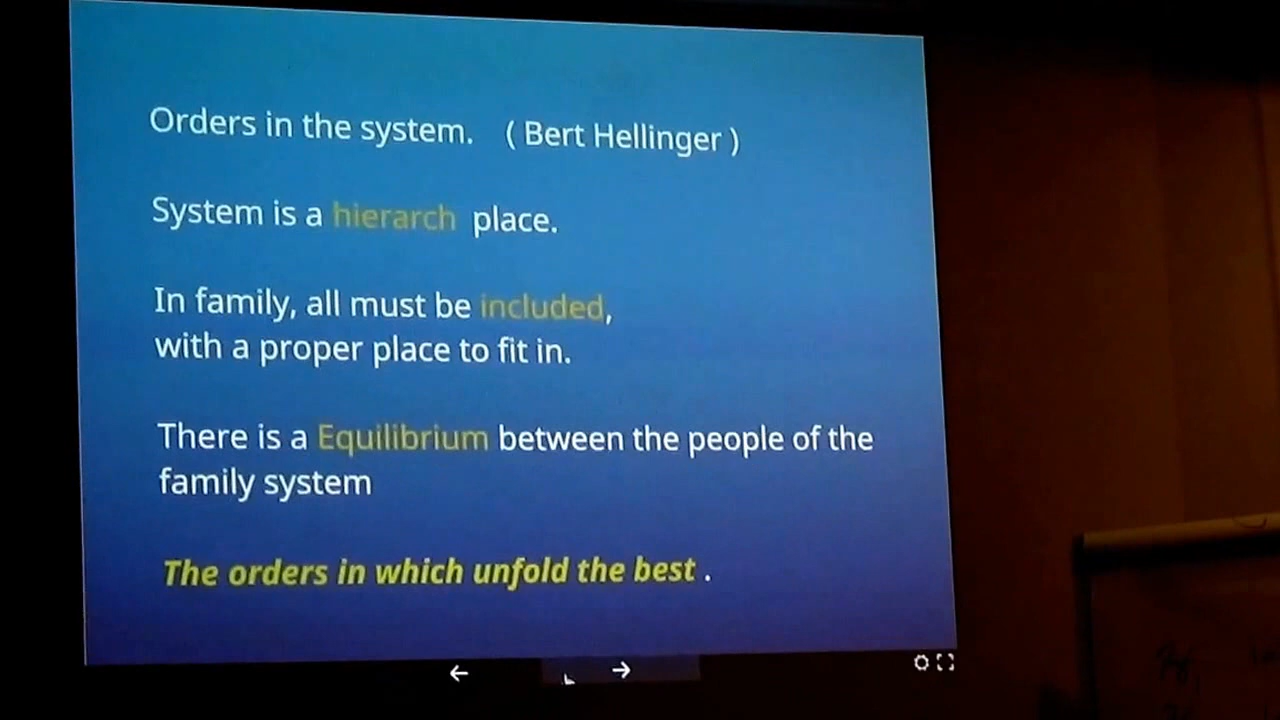 Orders in the system. ( Bert Hellinger )
System is a hierarch place.
In family, all must be included,
with a proper place to fit in.
There is a Equilibrium between the people of the
family system
The orders in which unfold the best .